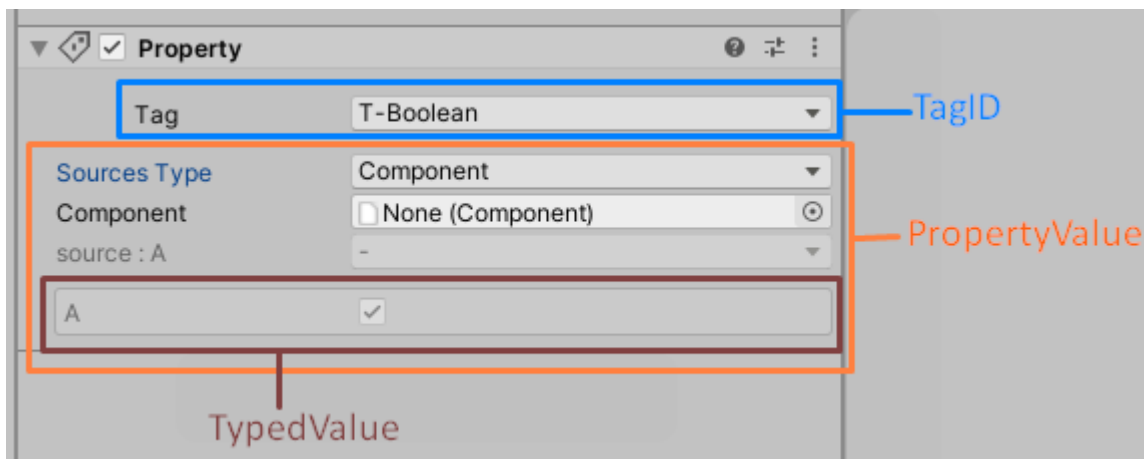 Property
Tag T-Boolean TagID
Sources Type Component
Component None (Component)
PropertyValue
source : A -
A
TypedValue